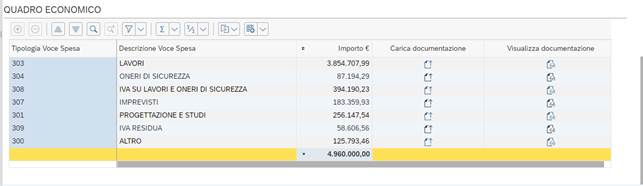 QUADRO ECONOMICO
Tipologia Voce Spesa Descrizione Voce Spesa Importo € Carica documentazione Visualizza documentazione
303 LAVORI 3.854.707,99
304 ONERI DI SICUREZZA 87.194,29
308 IVA SU LAVORI E ONERI DI SICUREZZA 394.190,23
307 IMPREVISTI 183.359,93
301 PROGETTAZIONE E STUDI 256.147,54
309 IVA RESIDUA 58.606,56
300 ALTRO 125.793,46
4.960.000,00